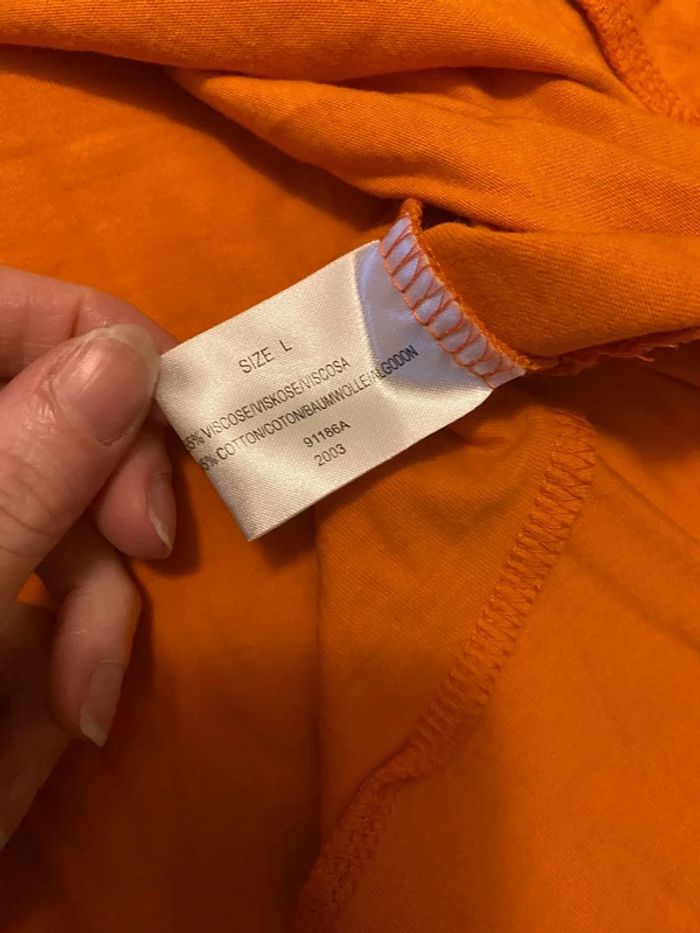 SIZE L
5% VISCOSE/VISKOSE/VISCOSA
5% COTTON/COTON/BAUMWOLLE/ALGODON
91186A
2003